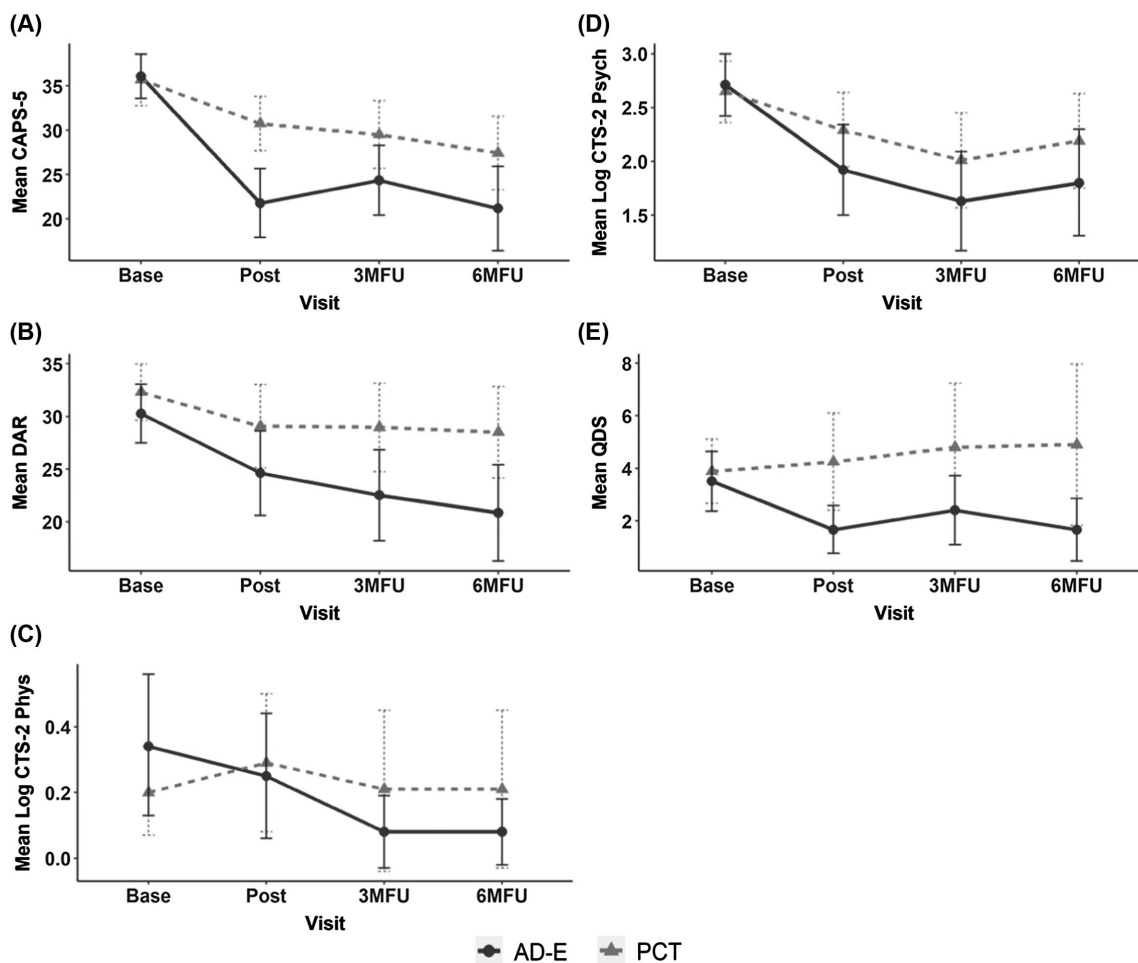 (A)
Mean CAPS-5
35
30
25
20
Base Post 3MFU 6MFU
Visit
(B)
Mean DAR
35
30
25
20
Base Post 3MFU 6MFU
Visit
(C)
Mean Log CTS-2 Phys
0.4
0.2
0.0
Base Post 3MFU 6MFU
Visit
(D)
Mean Log CTS-2 Psych
3.0
2.5
2.0
1.5
Base Post 3MFU 6MFU
Visit
(E)
Mean QDS
8
6
4
2
Base Post 3MFU 6MFU
Visit
AD-E PCT